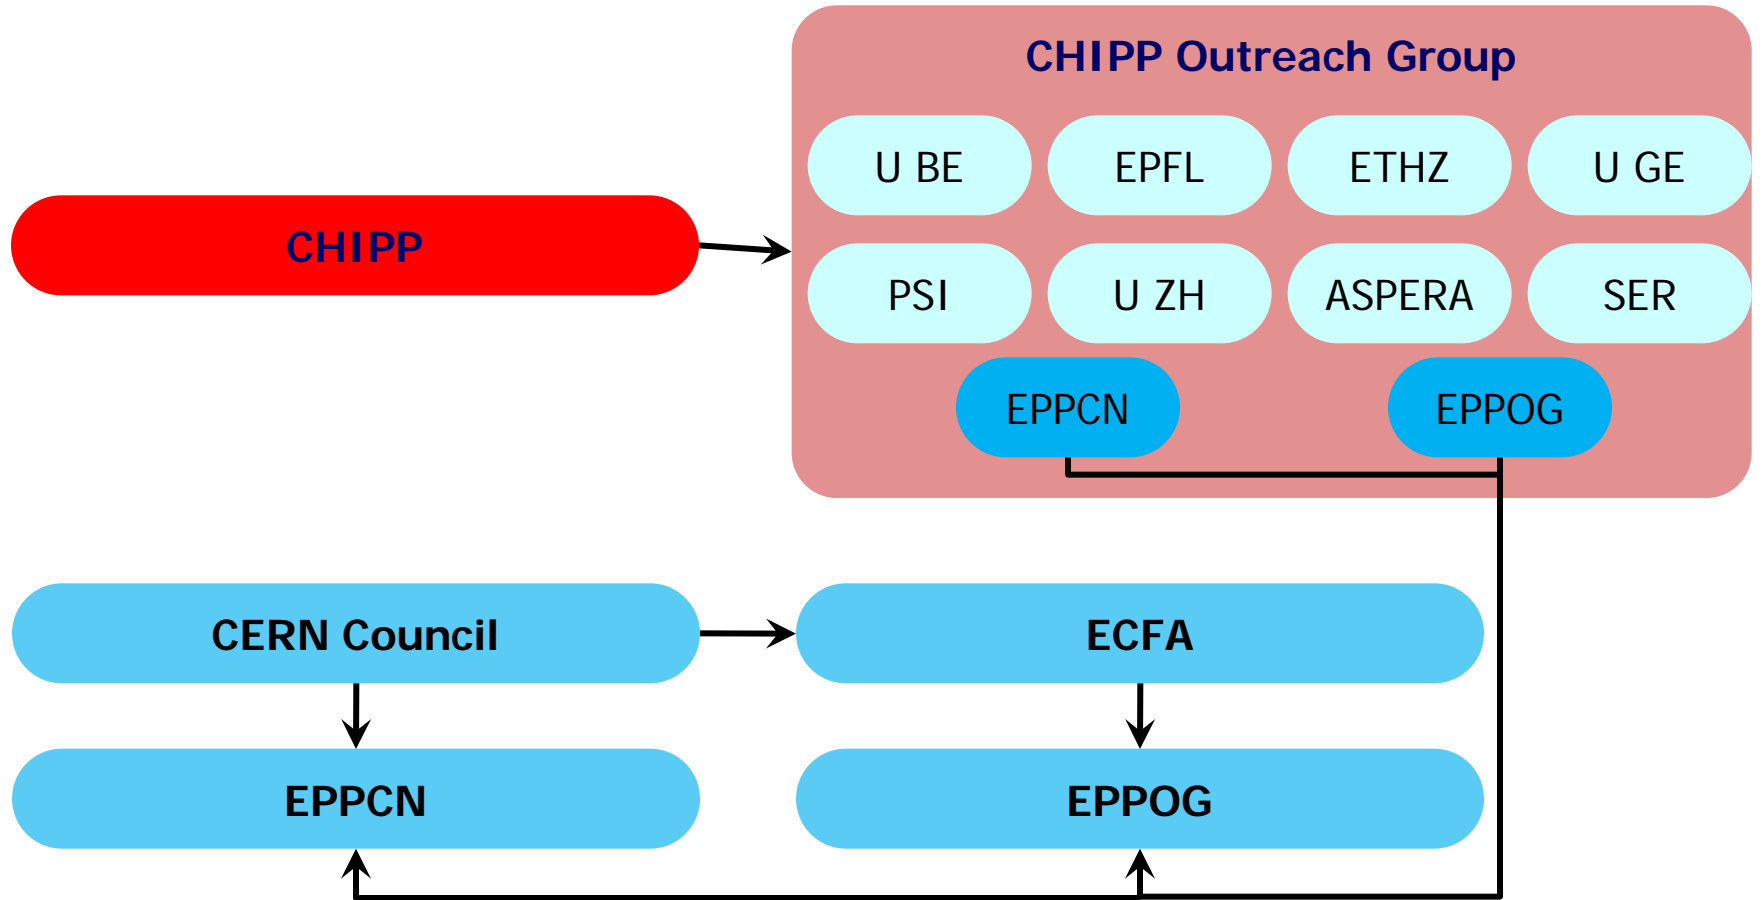 CHIPP Outreach Group
U BE
EPFL
ETHZ
U GE
CHIPP
PSI
U ZH
ASPERA
SER
EPPCN
EPPOG
CERN Council
ECFA
EPPCN
EPPOG